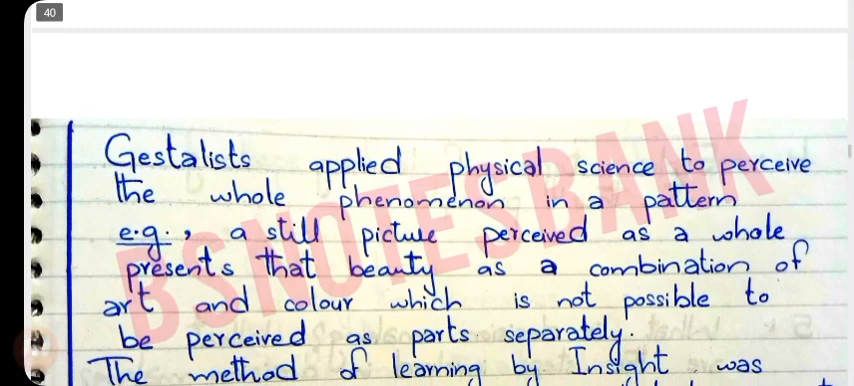 40
Gestalists applied physical science to perceive
the whole phenomenon in a pattern
e.g., a still picture perceived as a whole
presents that beauty as a combination of
art and colour which is not possible to
be perceived as parts separately.
The method of learning by Insight was
BSNOTESBANK